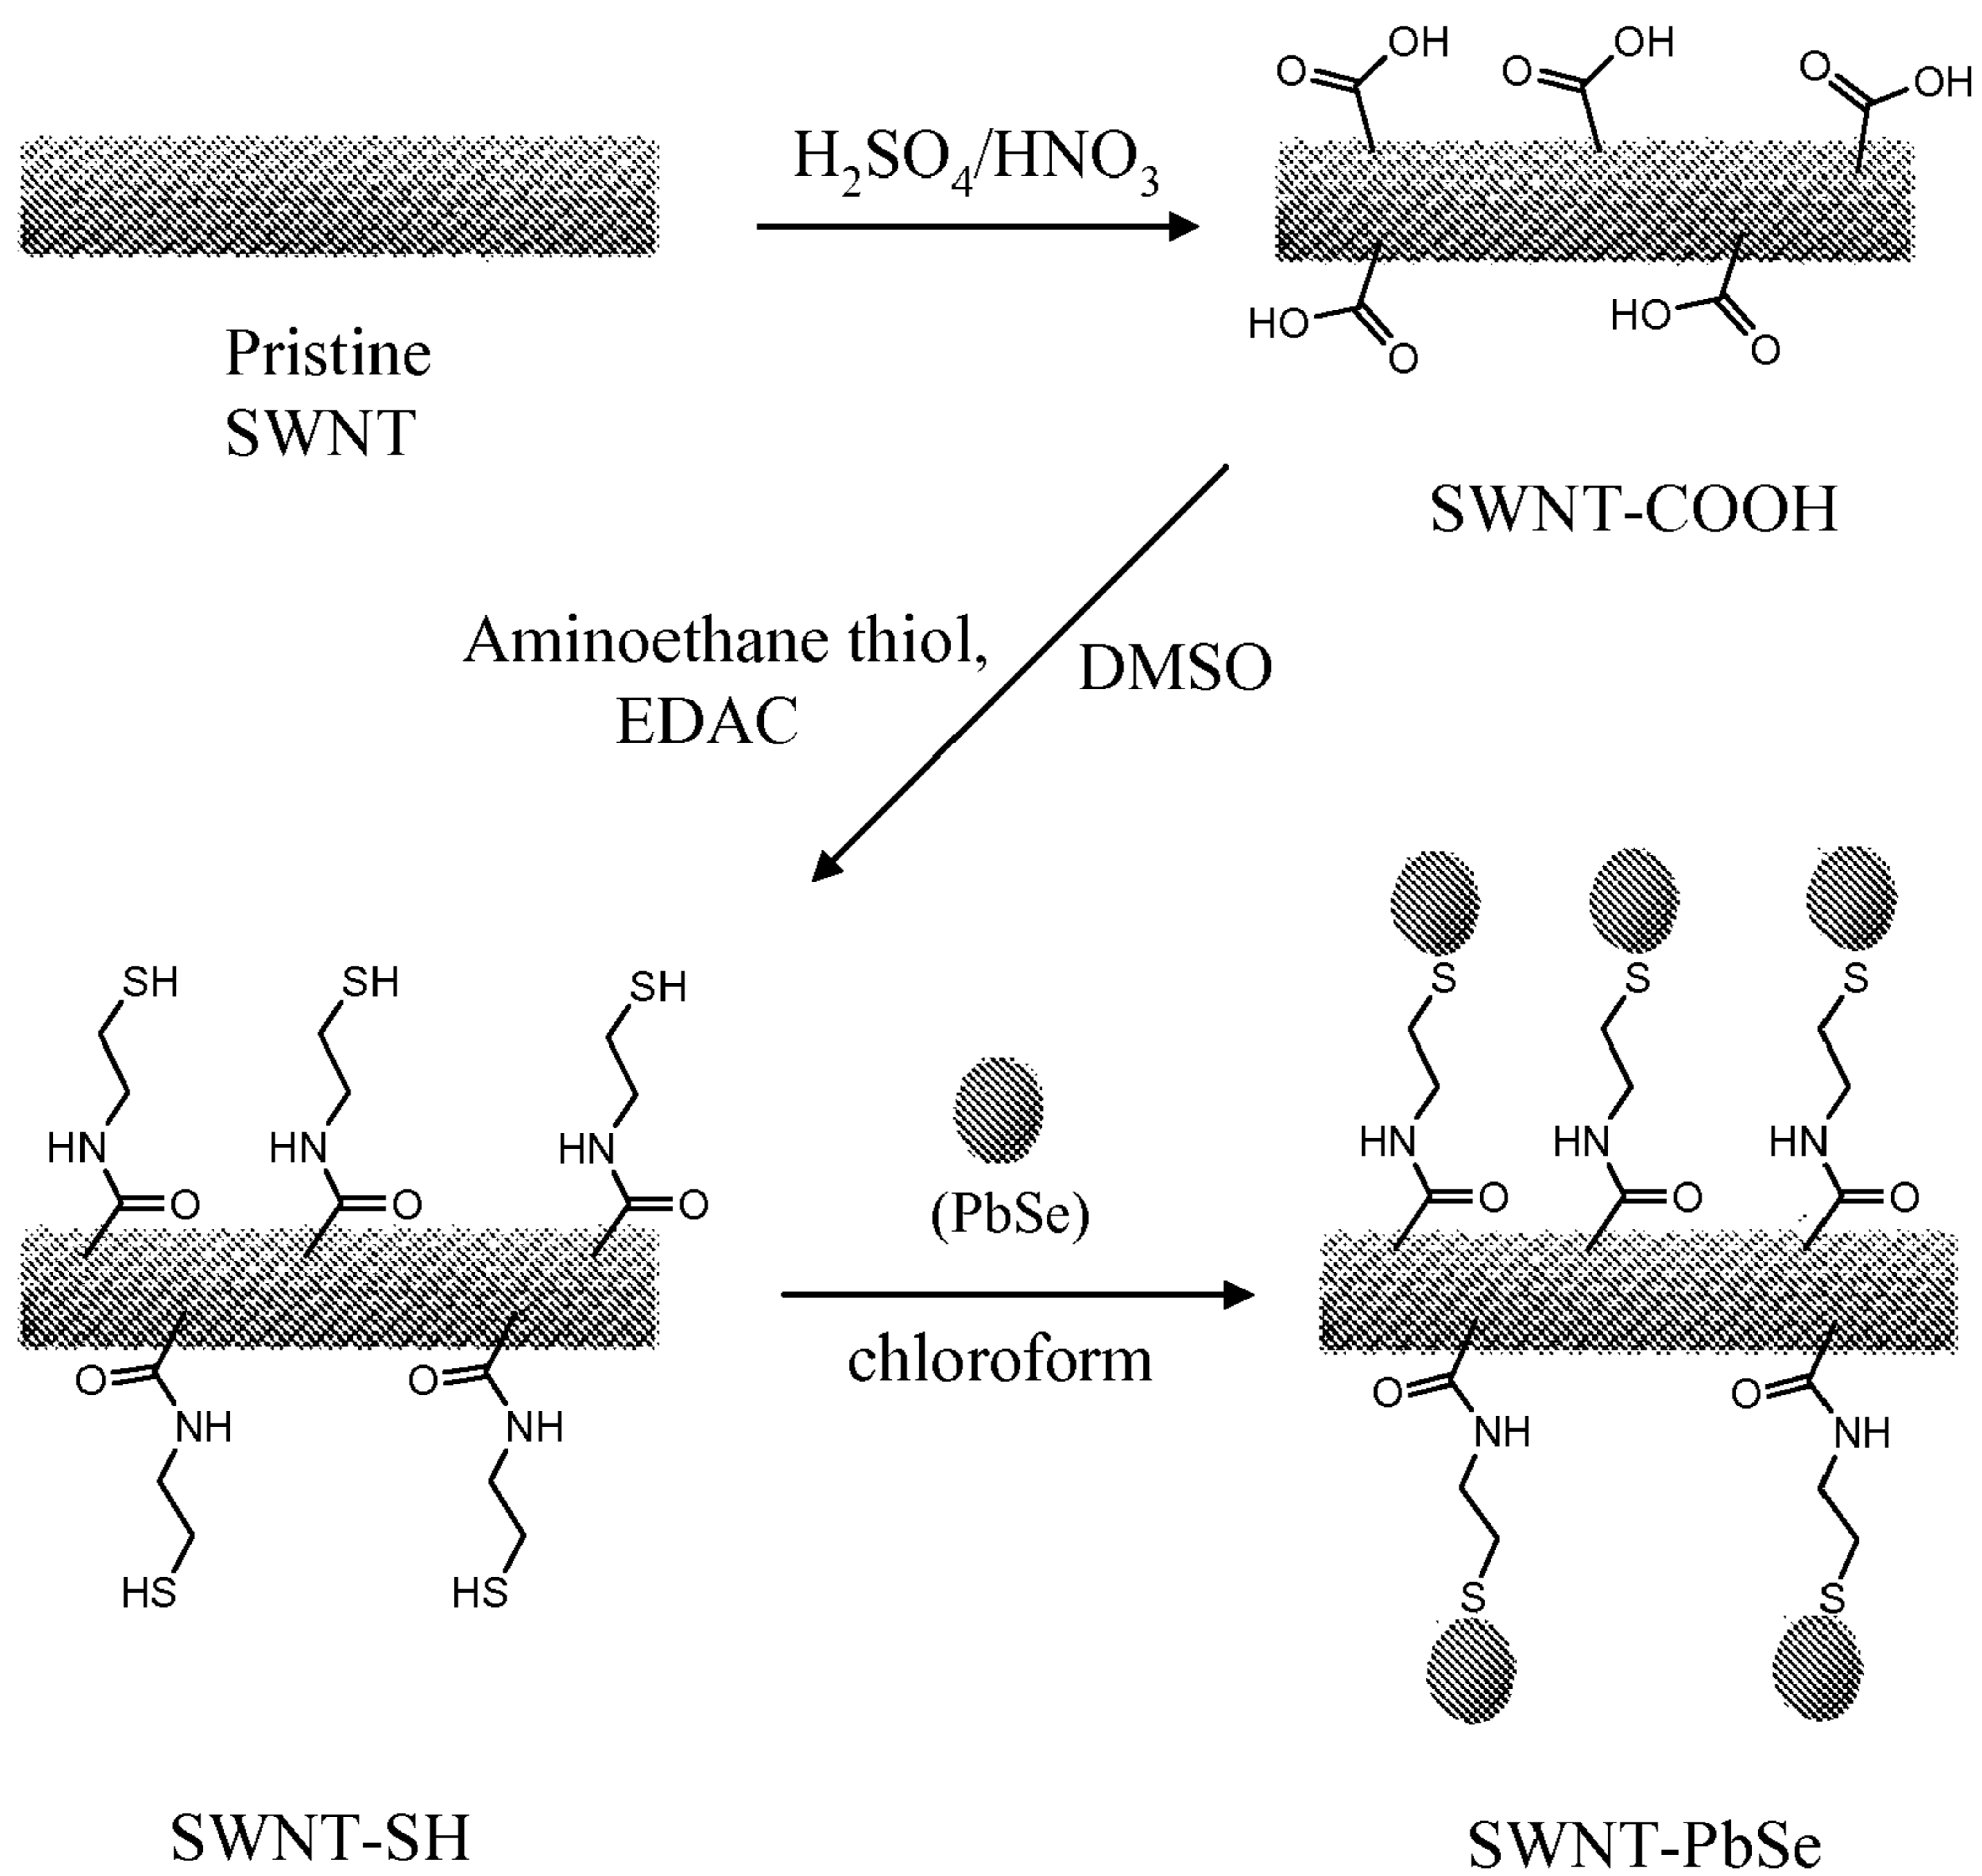 O OH O OH O OH
H₂SO₄/HNO₃
HO O HO O
Pristine
SWNT
SWNT-COOH
Aminoethane thiol,
EDAC
DMSO
SH SH SH
HN HN HN
O O O
O O
NH NH
HS HS
(PbSe)
chloroform
S S S
HN HN HN
O O O
O O
NH NH
S S
SWNT-SH
SWNT-PbSe